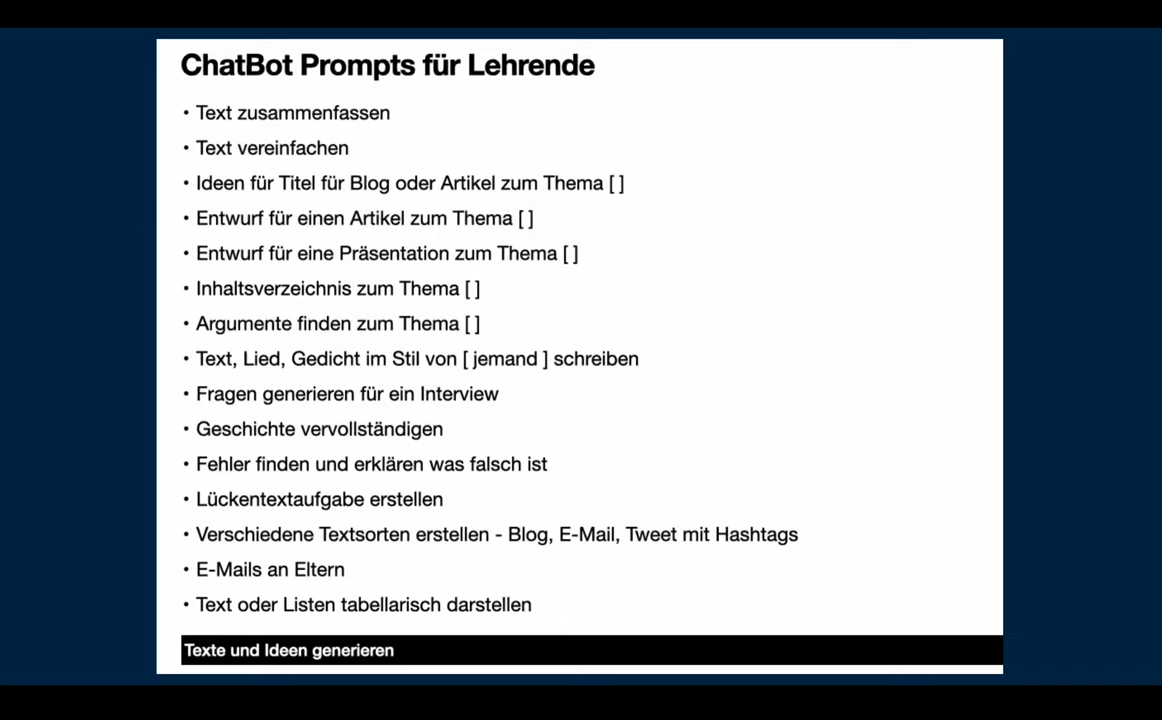 ChatBot Prompts für Lehrende
• Text zusammenfassen
• Text vereinfachen
• Ideen für Titel für Blog oder Artikel zum Thema [ ]
• Entwurf für einen Artikel zum Thema [ ]
• Entwurf für eine Präsentation zum Thema [ ]
• Inhaltsverzeichnis zum Thema [ ]
• Argumente finden zum Thema [ ]
• Text, Lied, Gedicht im Stil von [ jemand ] schreiben
• Fragen generieren für ein Interview
• Geschichte vervollständigen
• Fehler finden und erklären was falsch ist
• Lückentextaufgabe erstellen
• Verschiedene Textsorten erstellen - Blog, E-Mail, Tweet mit Hashtags
• E-Mails an Eltern
• Text oder Listen tabellarisch darstellen
Texte und Ideen generieren